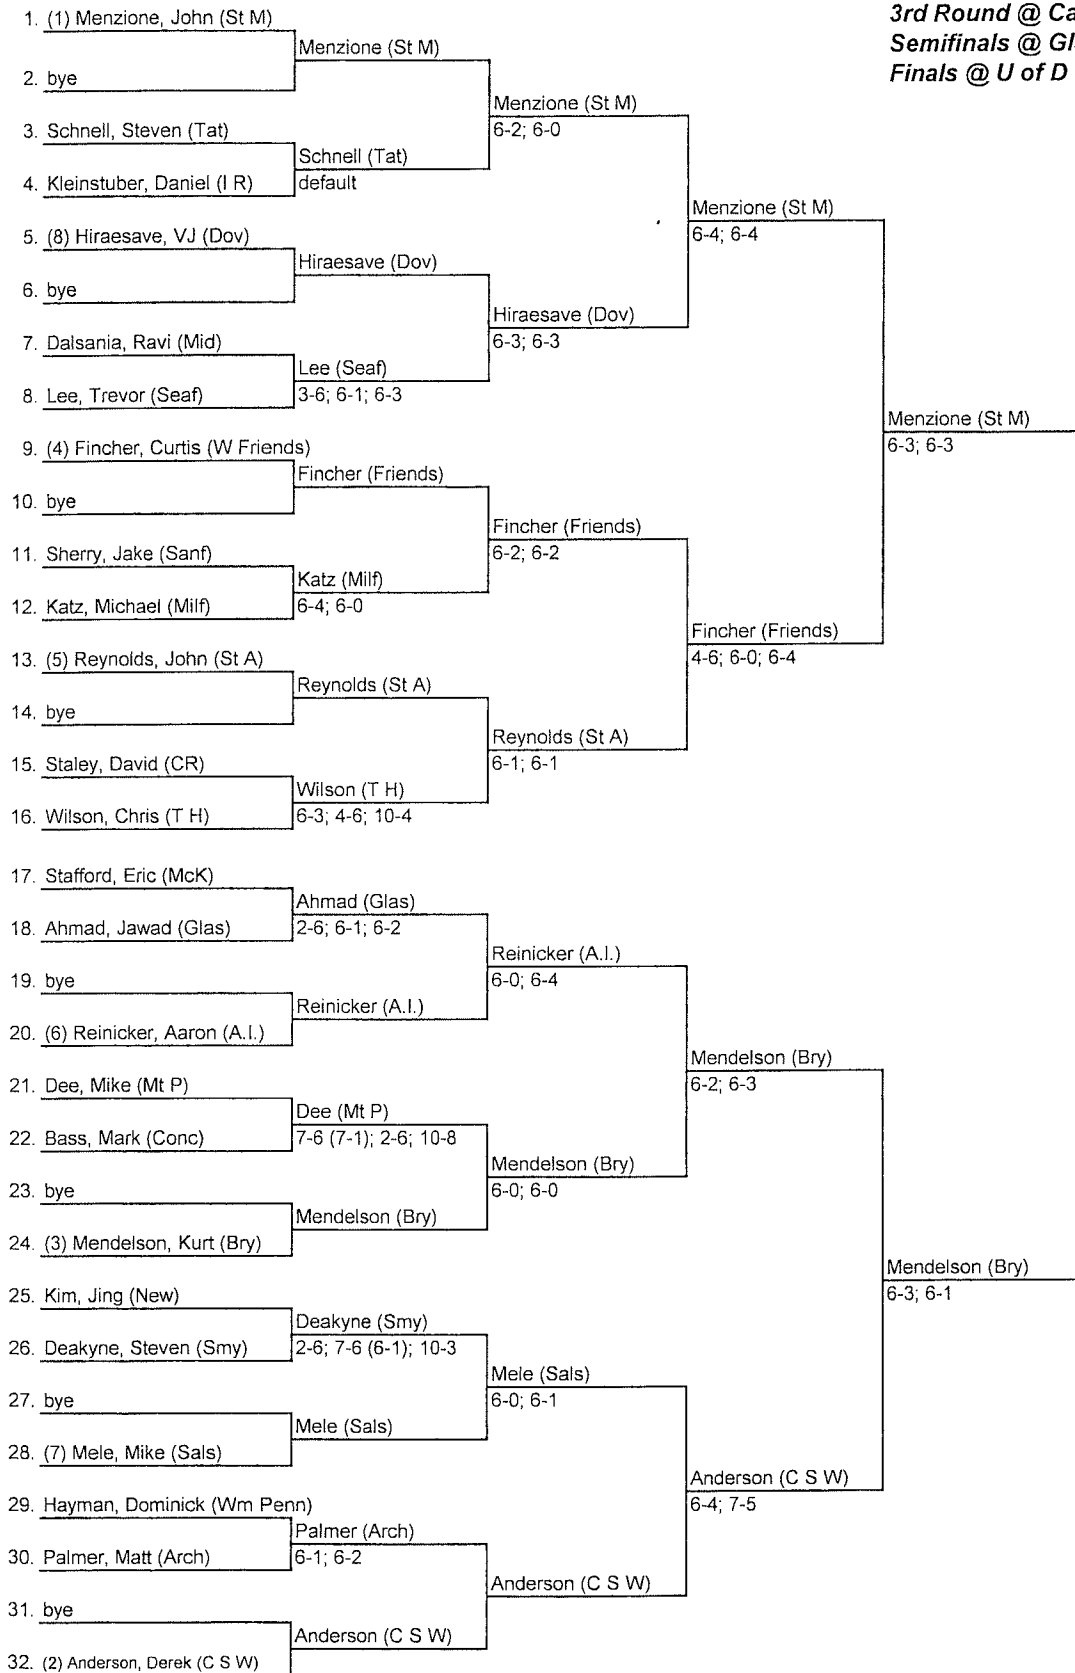 3rd Round @ Ca
Semifinals @ Gl
Finals @ U of D
1. (1) Menzione, John (St M)
Menzione (St M)
2. bye
Menzione (St M)
6-2; 6-0
3. Schnell, Steven (Tat)
Schnell (Tat)
default
4. Kleinstuber, Daniel (I R)
Menzione (St M)
6-4; 6-4
5. (8) Hiraesave, VJ (Dov)
Hiraesave (Dov)
6. bye
Hiraesave (Dov)
6-3; 6-3
7. Dalsania, Ravi (Mid)
Lee (Seaf)
3-6; 6-1; 6-3
8. Lee, Trevor (Seaf)
Menzione (St M)
6-3; 6-3
9. (4) Fincher, Curtis (W Friends)
Fincher (Friends)
10. bye
Fincher (Friends)
6-2; 6-2
11. Sherry, Jake (Sanf)
Katz (Milf)
6-4; 6-0
12. Katz, Michael (Milf)
Fincher (Friends)
4-6; 6-0; 6-4
13. (5) Reynolds, John (St A)
Reynolds (St A)
14. bye
Reynolds (St A)
6-1; 6-1
15. Staley, David (CR)
Wilson (T H)
6-3; 4-6; 10-4
16. Wilson, Chris (T H)
17. Stafford, Eric (McK)
Ahmad (Glas)
2-6; 6-1; 6-2
18. Ahmad, Jawad (Glas)
Reinicker (A.I.)
6-0; 6-4
19. bye
Reinicker (A.I.)
20. (6) Reinicker, Aaron (A.I.)
Mendelson (Bry)
6-2; 6-3
21. Dee, Mike (Mt P)
Dee (Mt P)
7-6 (7-1); 2-6; 10-8
22. Bass, Mark (Conc)
Mendelson (Bry)
6-0; 6-0
23. bye
Mendelson (Bry)
24. (3) Mendelson, Kurt (Bry)
Mendelson (Bry)
6-3; 6-1
25. Kim, Jing (New)
Deakyne (Smy)
2-6; 7-6 (6-1); 10-3
26. Deakyne, Steven (Smy)
Mele (Sals)
6-0; 6-1
27. bye
Mele (Sals)
28. (7) Mele, Mike (Sals)
Anderson (C S W)
6-4; 7-5
29. Hayman, Dominick (Wm Penn)
Palmer (Arch)
6-1; 6-2
30. Palmer, Matt (Arch)
Anderson (C S W)
31. bye
Anderson (C S W)
32. (2) Anderson, Derek (C S W)